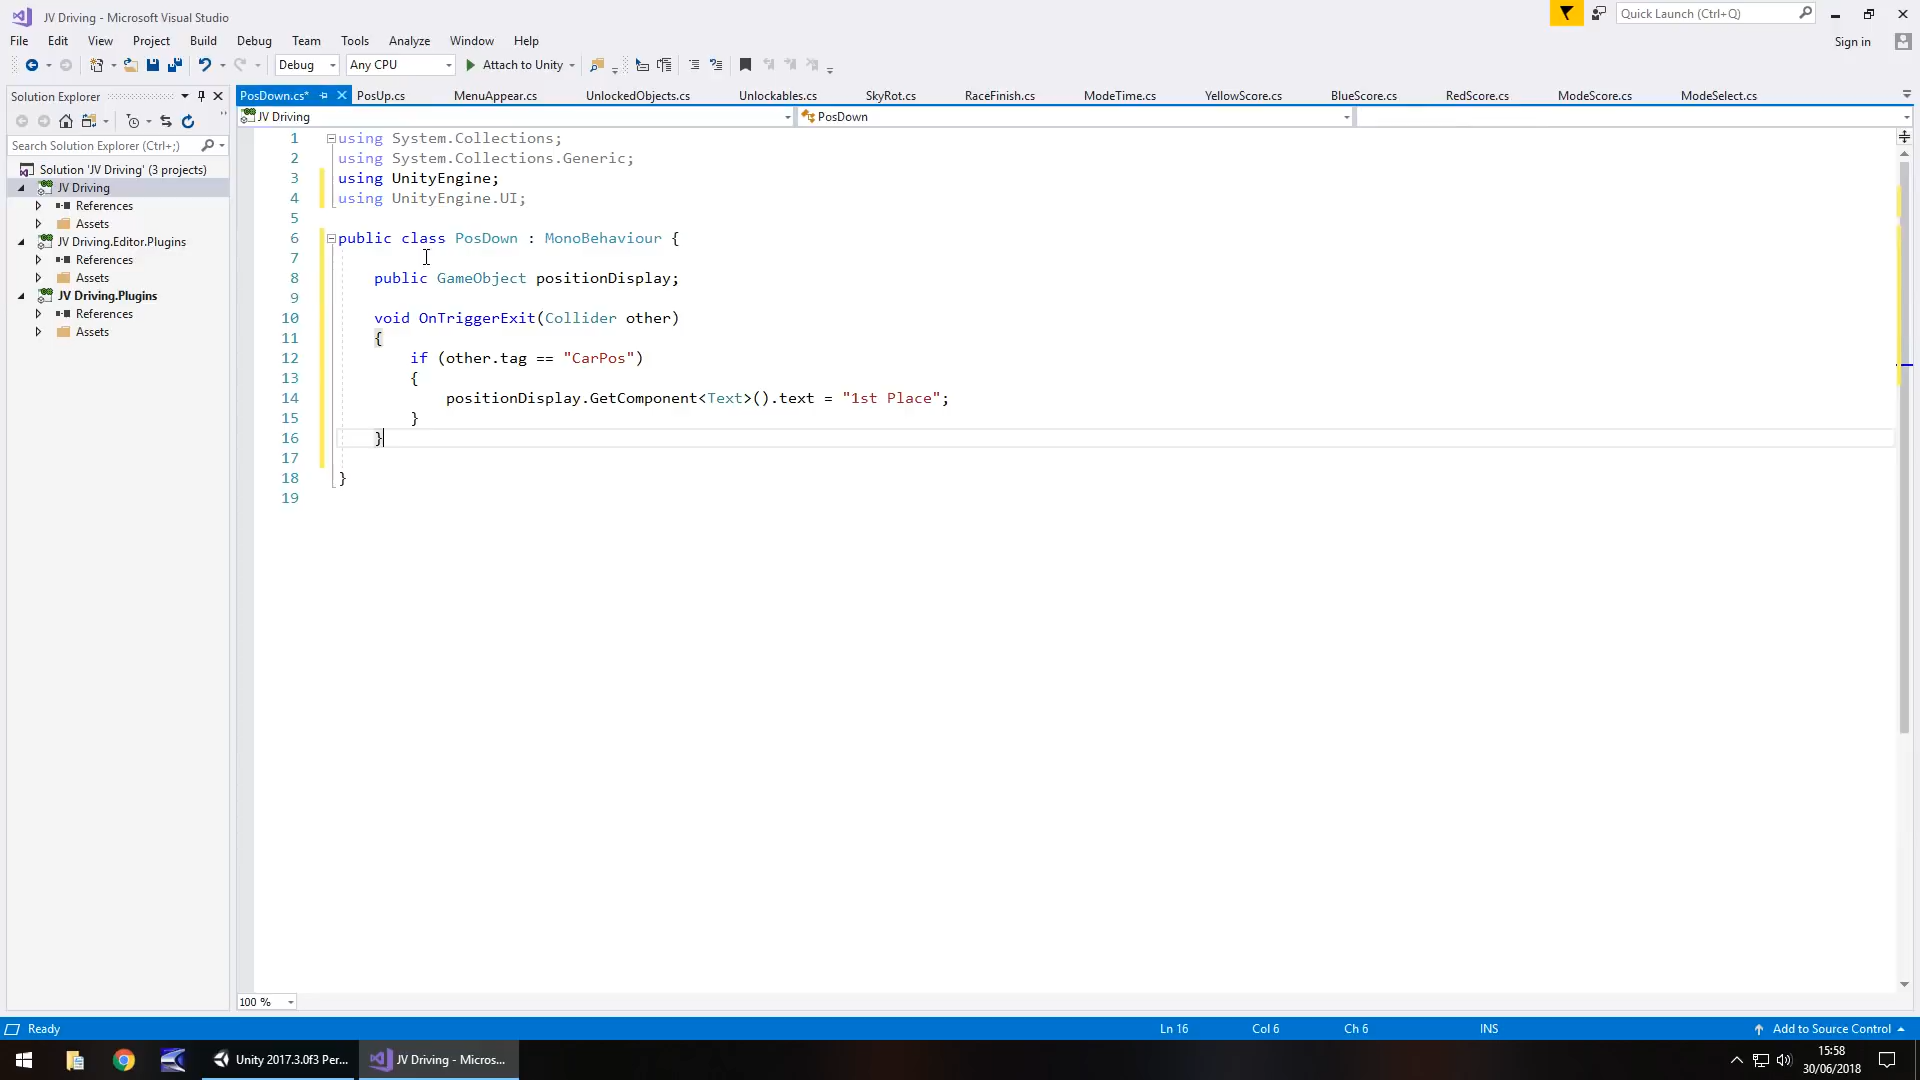 JV Driving - Microsoft Visual Studio
Quick Launch (Ctrl+Q)
File Edit View Project Build Debug Team Tools Analyze Window Help
Sign in
Debug Any CPU Attach to Unity
Solution Explorer
PosDown.cs* PosUp.cs MenuAppear.cs UnlockedObjects.cs Unlockables.cs SkyRot.cs RaceFinish.cs ModeTime.cs YellowScore.cs BlueScore.cs RedScore.cs ModeScore.cs ModeSelect.cs
JV Driving PosDown
Search Solution Explorer (Ctrl+;)
Solution 'JV Driving' (3 projects)
JV Driving
References
Assets
JV Driving.Editor.Plugins
References
Assets
JV Driving.Plugins
References
Assets
1 using System.Collections;
2 using System.Collections.Generic;
3 using UnityEngine;
4 using UnityEngine.UI;
5
6 public class PosDown : MonoBehaviour {
7
8 public GameObject positionDisplay;
9
10 void OnTriggerExit(Collider other)
11 {
12 if (other.tag == "CarPos")
13 {
14 positionDisplay.GetComponent<Text>().text = "1st Place";
15 }
16 }
17
18 }
19
100 %
Ready Ln 16 Col 6 Ch 6 INS Add to Source Control
Unity 2017.3.0f3 Per... JV Driving - Micros...
15:58
30/06/2018